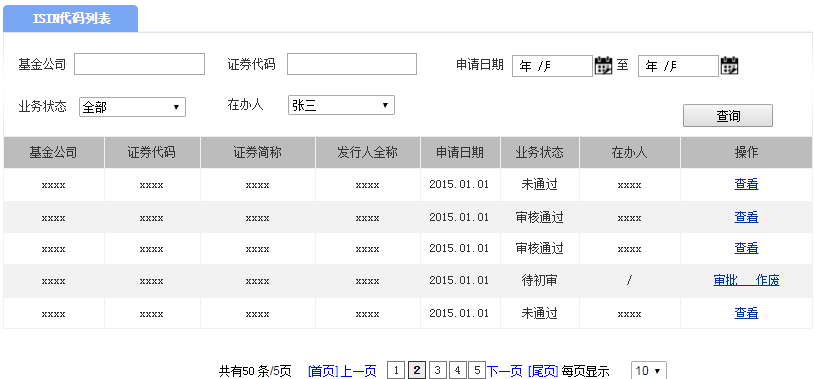 ISIN代码列表
基金公司 证券代码 申请日期 年 /月 至 年 /月
业务状态 全部 在办人 张三
查询
基金公司 证券代码 证券简称 发行人全称 申请日期 业务状态 在办人 操作
xxxx xxxx xxxx xxxx 2015.01.01 未通过 xxxx 查看
xxxx xxxx xxxx xxxx 2015.01.01 审核通过 xxxx 查看
xxxx xxxx xxxx xxxx 2015.01.01 审核通过 xxxx 查看
xxxx xxxx xxxx xxxx 2015.01.01 待初审 / 审批 作废
xxxx xxxx xxxx xxxx 2015.01.01 未通过 xxxx 查看
共有50 条/5页 [首页] 上一页 1 2 3 4 5 下一页 [尾页] 每页显示 10